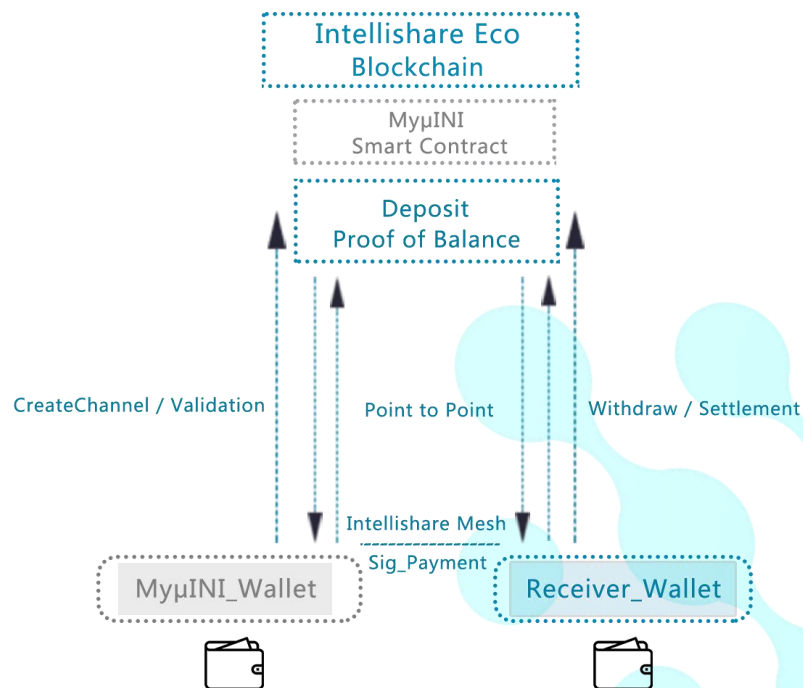 Intellishare Eco
Blockchain
MyμINI
Smart Contract
Deposit
Proof of Balance
CreateChannel / Validation
Point to Point
Withdraw / Settlement
Intellishare Mesh
Sig_Payment
MyμINI_Wallet
Receiver_Wallet